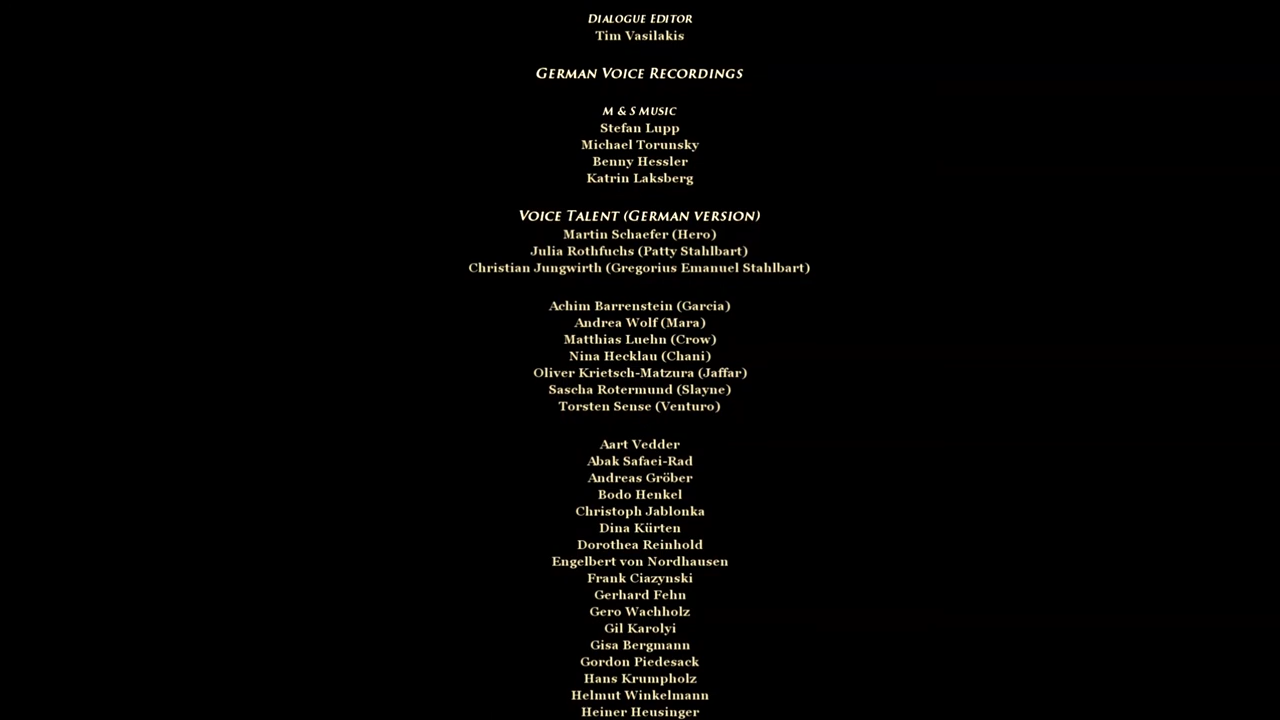 Dialogue Editor
Tim Vasilakis
German Voice Recordings
M & S Music
Stefan Lupp
Michael Torunsky
Benny Hessler
Katrin Laksberg
Voice Talent (German version)
Martin Schaefer (Hero)
Julia Rothfuchs (Patty Stahlbart)
Christian Jungwirth (Gregorius Emanuel Stahlbart)
Achim Barrenstein (Garcia)
Andrea Wolf (Mara)
Matthias Luehn (Crow)
Nina Hecklau (Chani)
Oliver Krietsch-Matzura (Jaffar)
Sascha Rotermund (Slayne)
Torsten Sense (Venturo)
Aart Vedder
Abak Safaei-Rad
Andreas Gröber
Bodo Henkel
Christoph Jablonka
Dina Kürten
Dorothea Reinhold
Engelbert von Nordhausen
Frank Ciazynski
Gerhard Fehn
Gero Wachholz
Gil Karolyi
Gisa Bergmann
Gordon Piedesack
Hans Krumpholz
Helmut Winkelmann
Heiner Heusinger